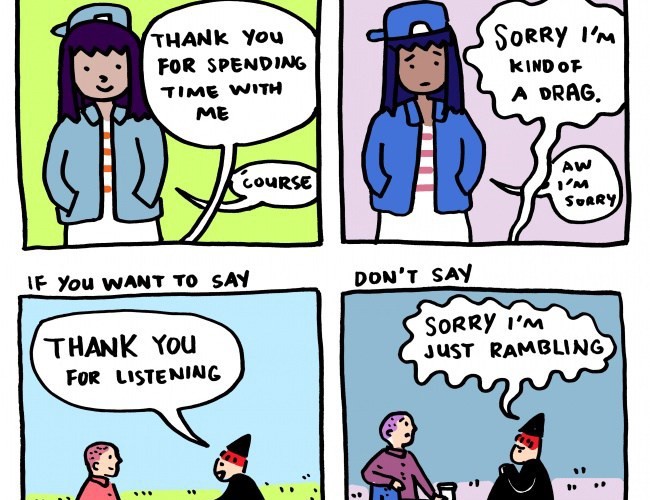 THANK YOU
FOR SPENDING
TIME WITH
ME
'COURSE
SORRY I'M
KIND OF
A DRAG.
AW
I'M
SORRY
IF YOU WANT TO SAY
DON'T SAY
THANK YOU
FOR LISTENING
SORRY I'M
JUST RAMBLING